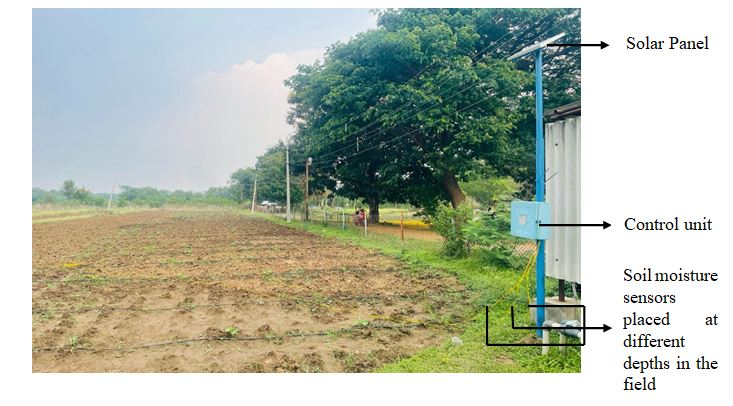 Solar Panel
Control unit
Soil moisture
sensors
placed at
different
depths in the
field